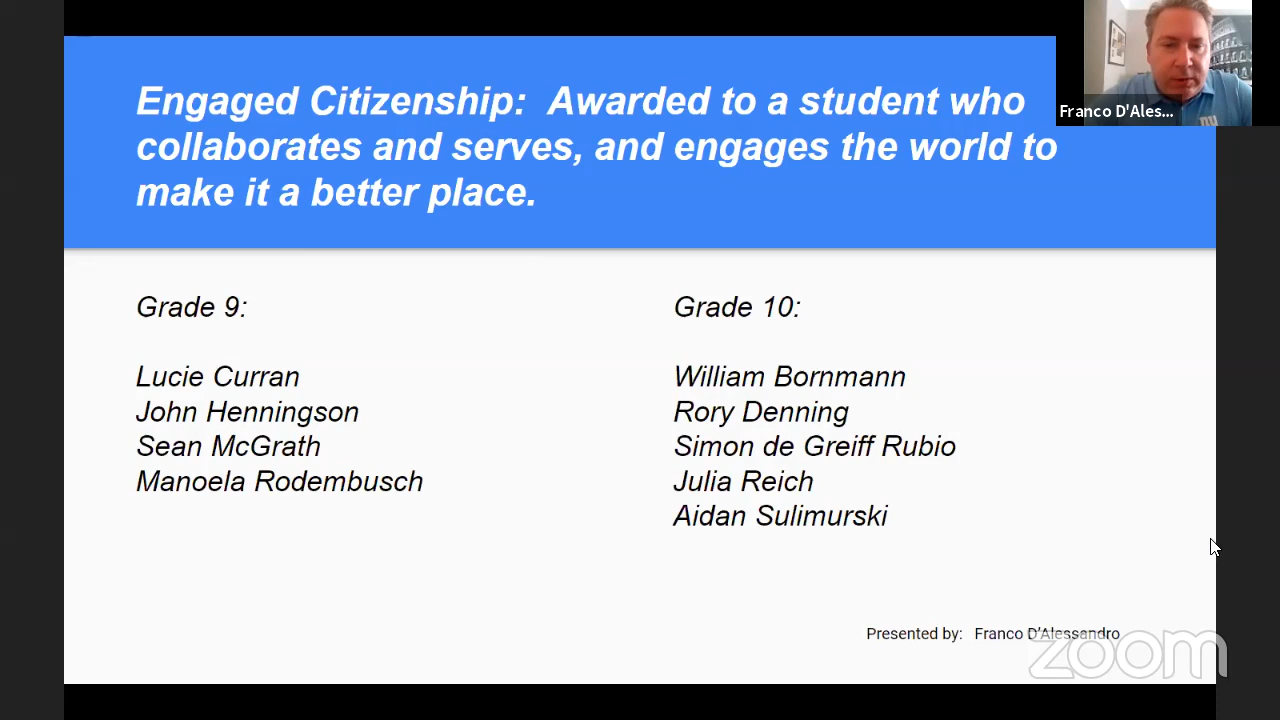 Engaged Citizenship:  Awarded to a student who
collaborates and serves, and engages the world to
make it a better place.
Franco D'Ales...
Grade 9:
Lucie Curran
John Henningson
Sean McGrath
Manoela Rodembusch
Grade 10:
William Bornmann
Rory Denning
Simon de Greiff Rubio
Julia Reich
Aidan Sulimurski
Presented by:   Franco D'Alessandro
zoom